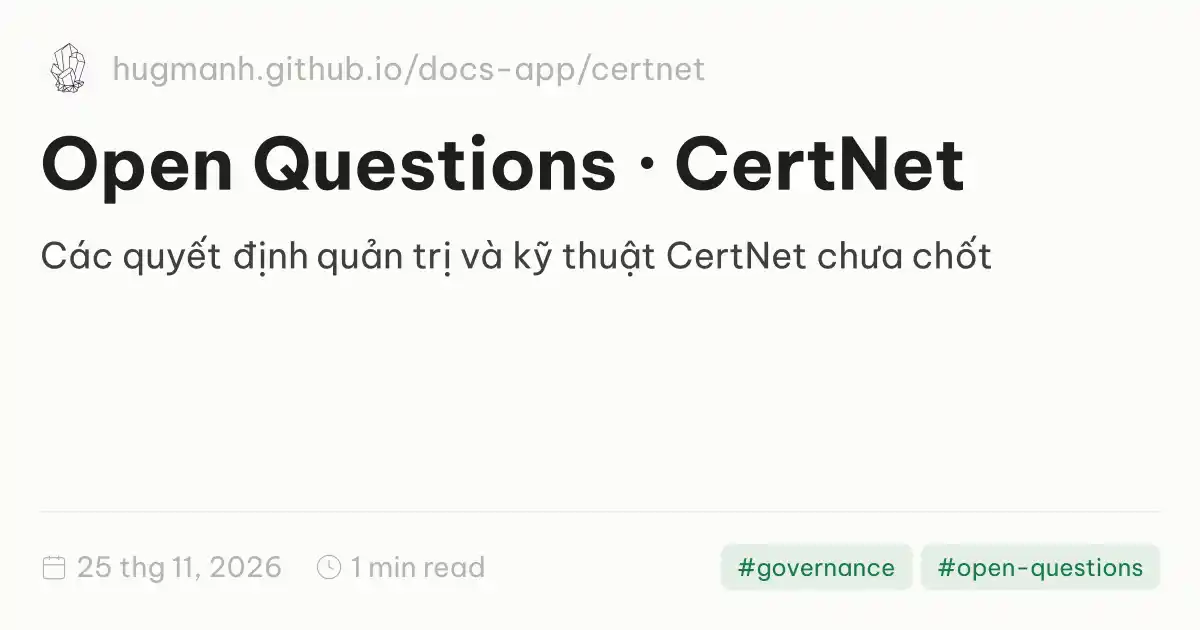 hugmanh.github.io/docs-app/certnet
Open Questions · CertNet
Các quyết định quản trị và kỹ thuật CertNet chưa chốt
25 thg 11, 2026
1 min read
#governance
#open-questions